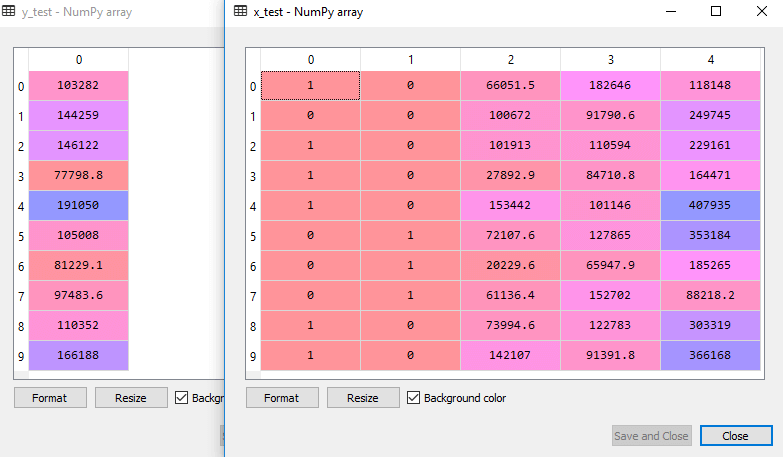 y_test - NumPy array
0
0 103282
1 144259
2 146122
3 77798.8
4 191050
5 105008
6 81229.1
7 97483.6
8 110352
9 166188
Format Resize Backgr
x_test - NumPy array
0 1 2 3 4
0 1 0 66051.5 182646 118148
1 0 0 100672 91790.6 249745
2 1 0 101913 110594 229161
3 1 0 27892.9 84710.8 164471
4 1 0 153442 101146 407935
5 0 1 72107.6 127865 353184
6 0 1 20229.6 65947.9 185265
7 0 1 61136.4 152702 88218.2
8 1 0 73994.6 122783 303319
9 1 0 142107 91391.8 366168
Format Resize Background color
Save and Close Close